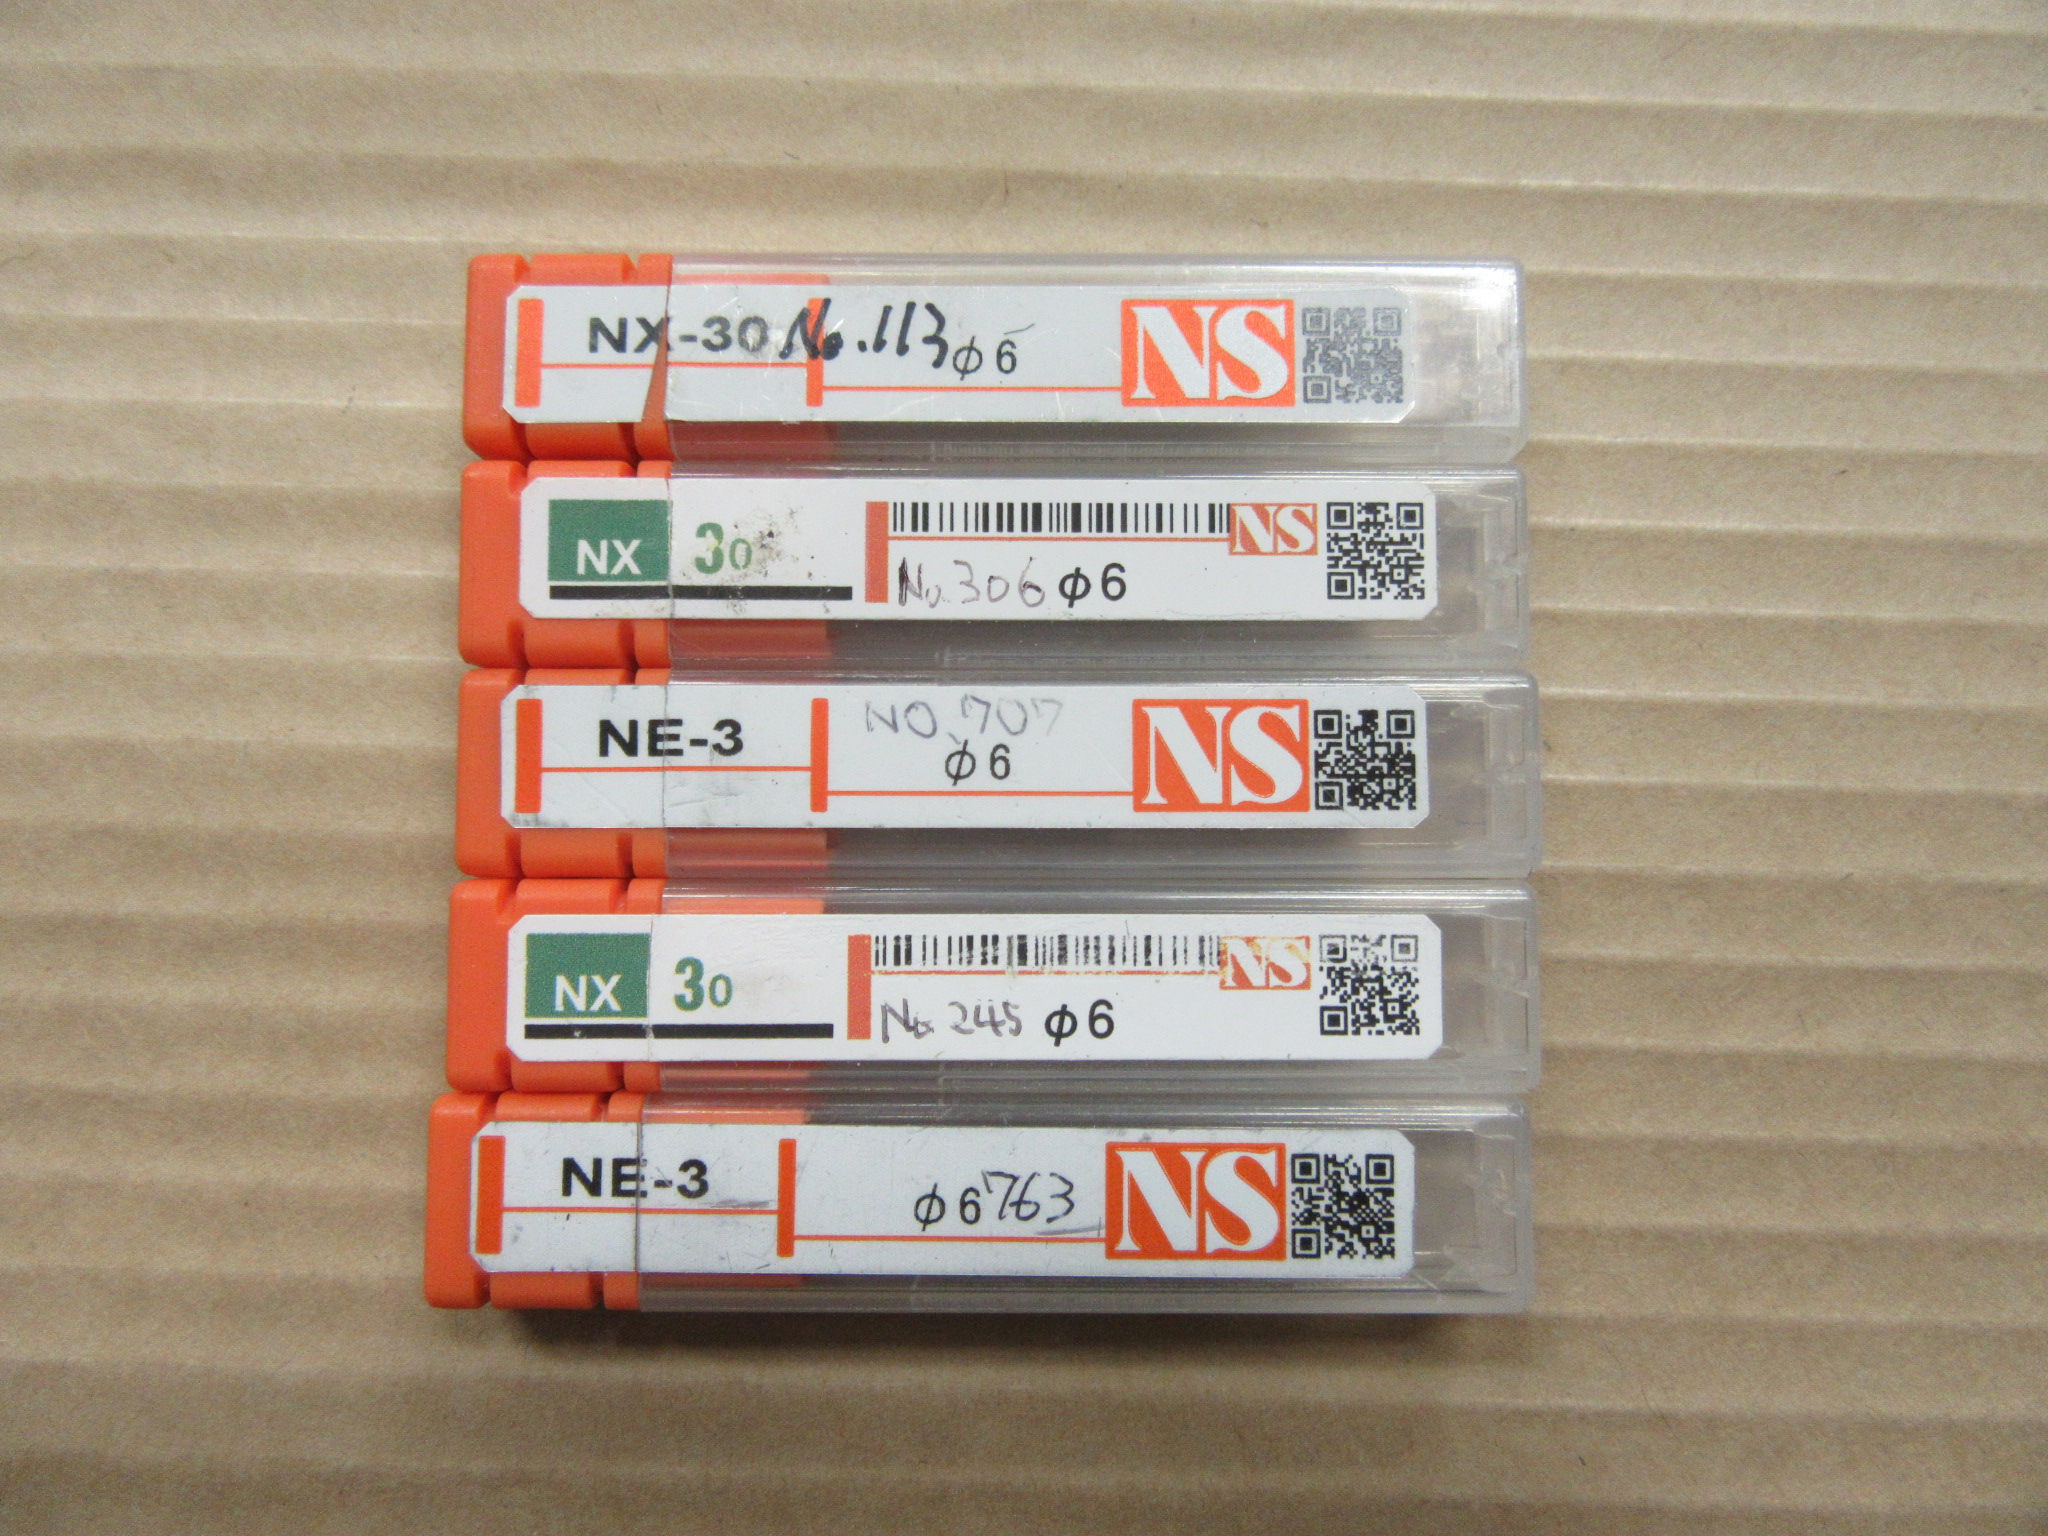 NX-30 No.113 φ6 NS
NX 30 NS
No.306 φ6
NE-3 NO.707 NS
φ6
NX 30 NS
No.245 φ6
NE-3 φ6 763 NS